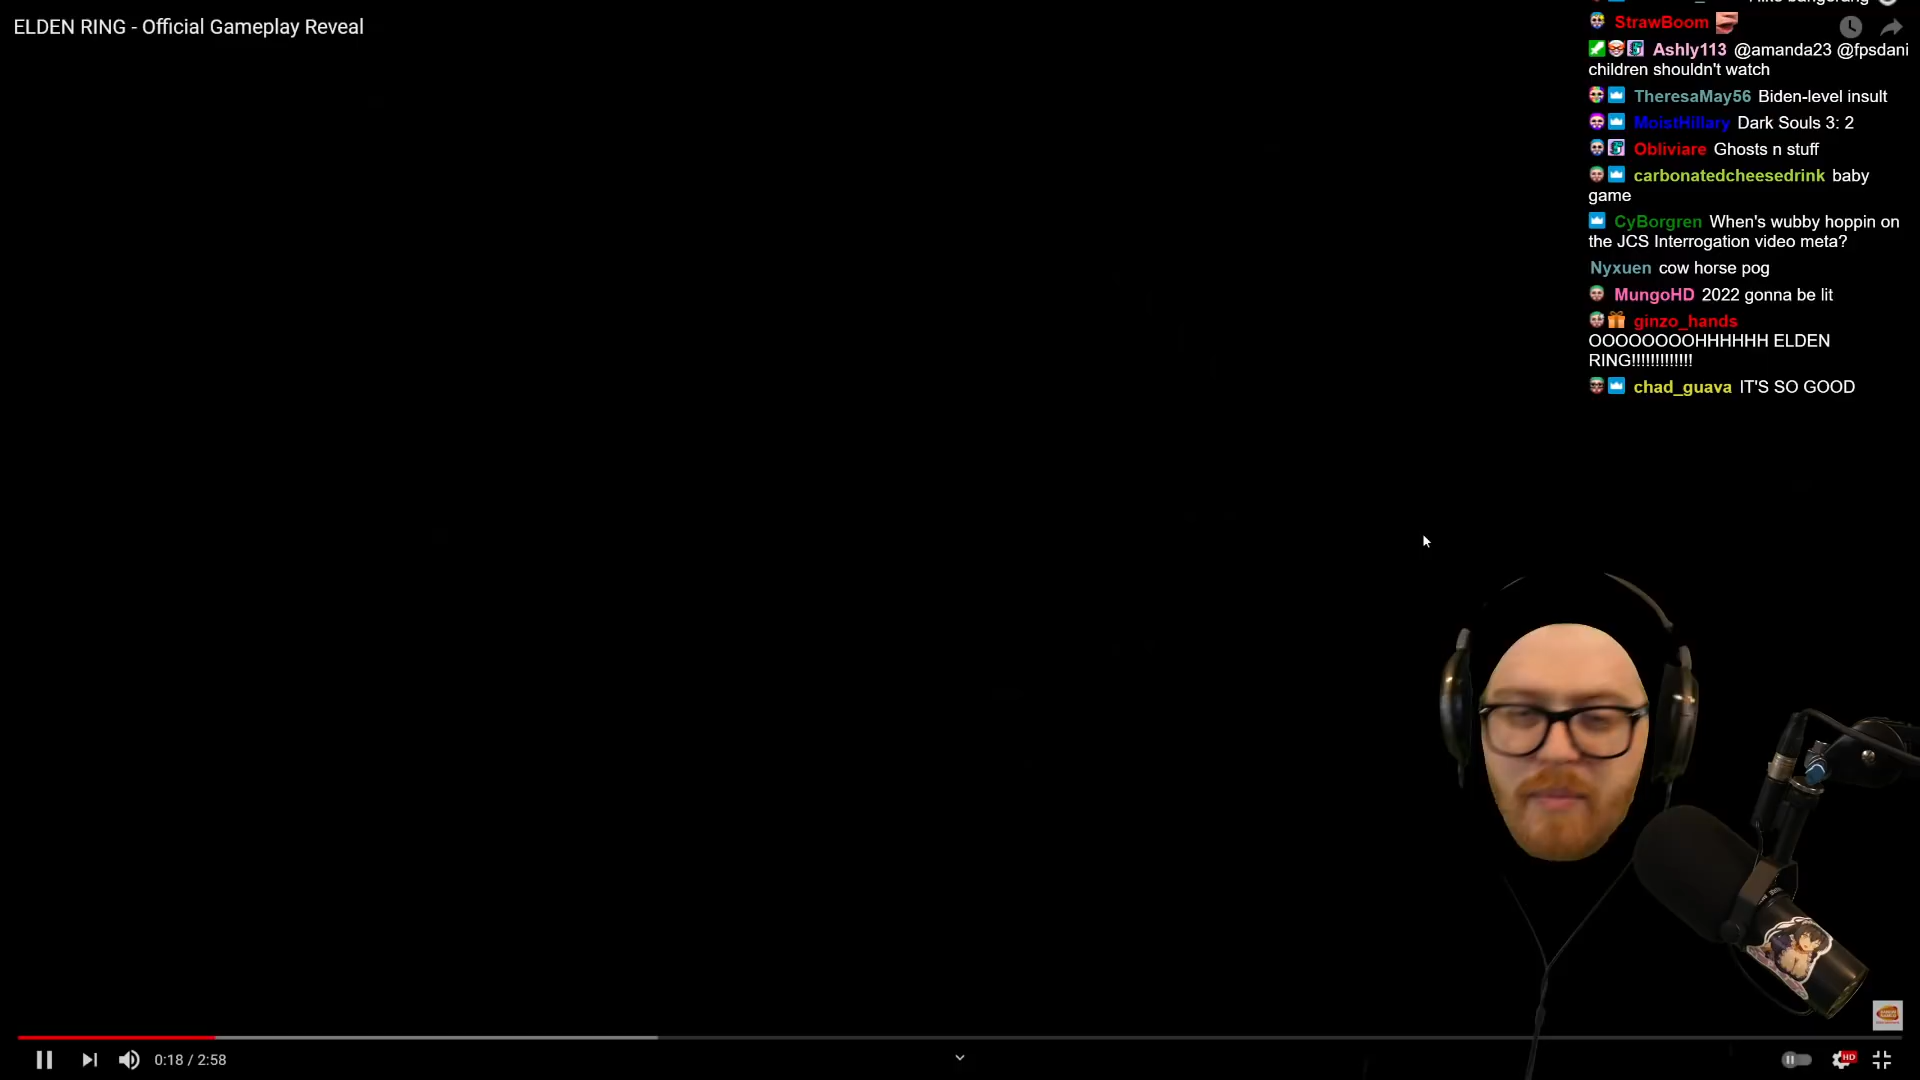 ELDEN RING - Official Gameplay Reveal
StrawBoom
Ashly113 @amanda23 @fpsdani
children shouldn't watch
TheresaMay56 Biden-level insult
MoistHillary Dark Souls 3: 2
Obliviare Ghosts n stuff
carbonatedcheesedrink baby
game
CyBorgren When's wubby hoppin on
the JCS Interrogation video meta?
Nyxuen cow horse pog
MungoHD 2022 gonna be lit
ginzo_hands
OOOOOOOOHHHHHH ELDEN
RING!!!!!!!!!!!!!
chad_guava IT'S SO GOOD
0:18 / 2:58
HD